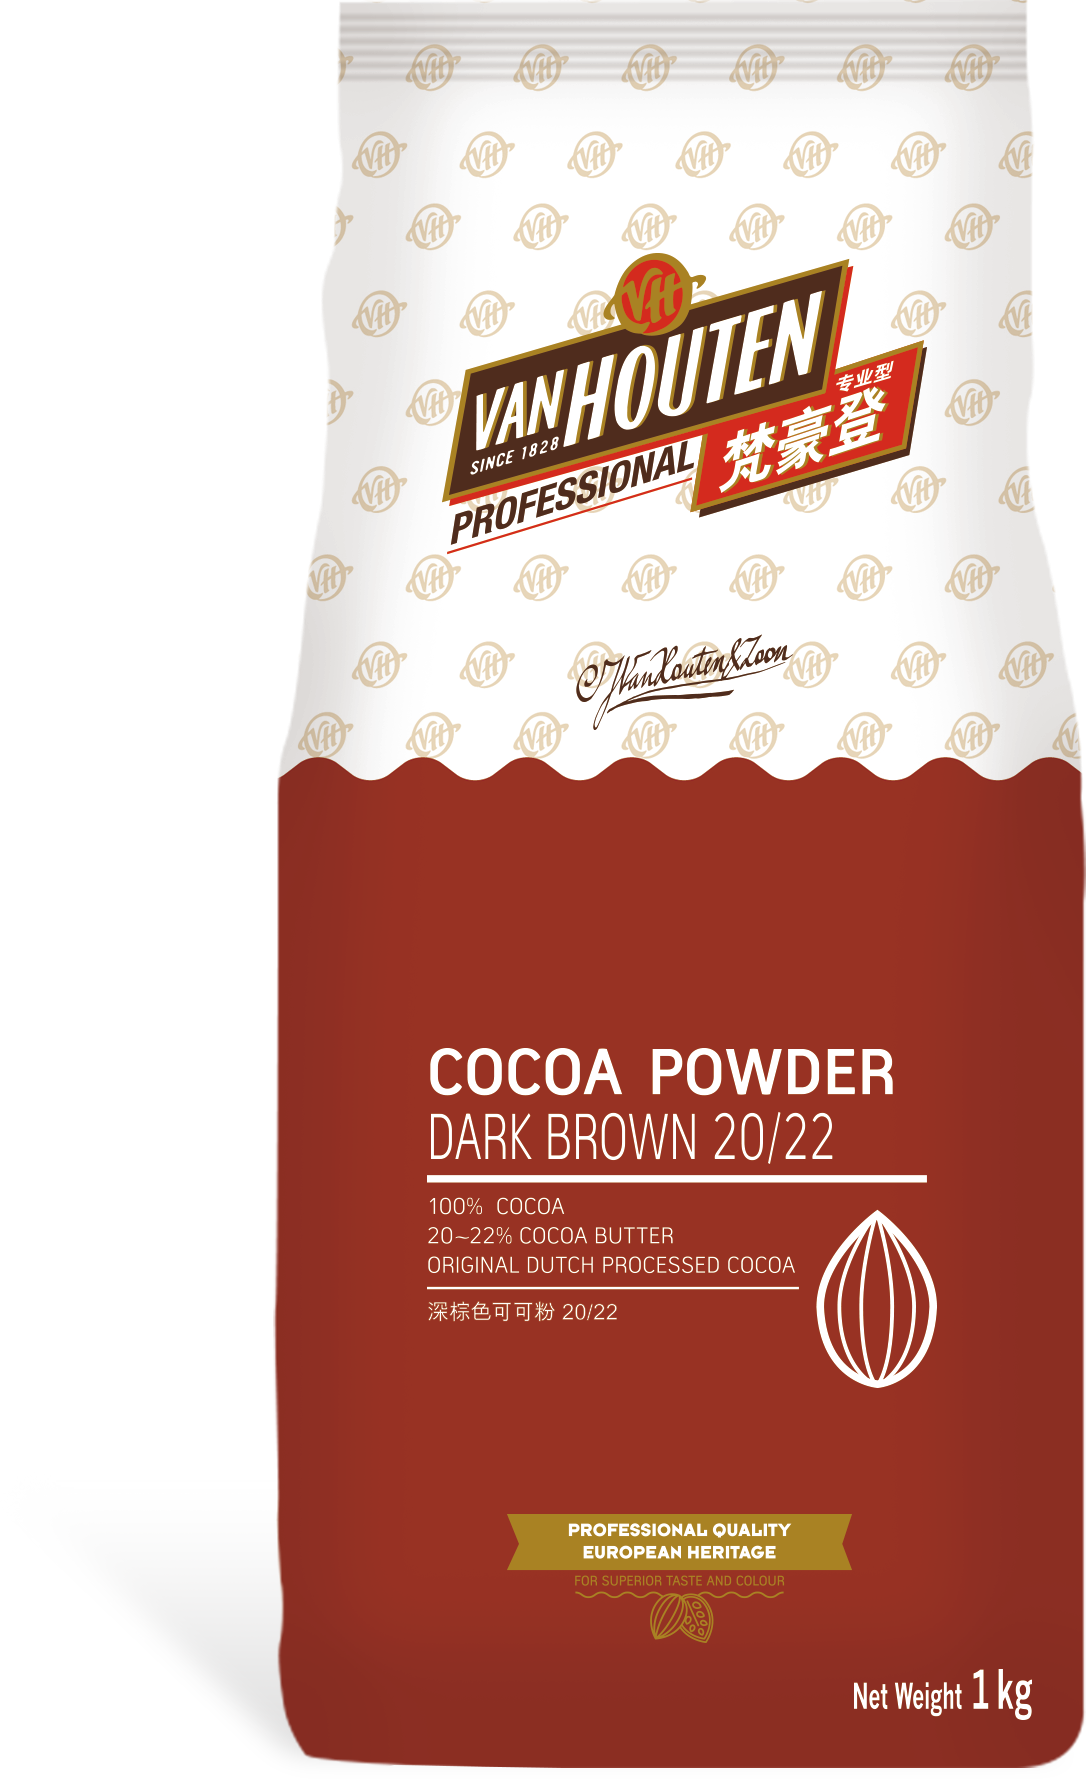 VH
VAN HOUTEN
SINCE 1828
PROFESSIONAL
专业型
梵豪登
CJVanHouten&Zoon
COCOA POWDER
DARK BROWN 20/22
100% COCOA
20~22% COCOA BUTTER
ORIGINAL DUTCH PROCESSED COCOA
深棕色可可粉 20/22
PROFESSIONAL QUALITY
EUROPEAN HERITAGE
FOR SUPERIOR TASTE AND COLOUR
Net Weight 1 kg